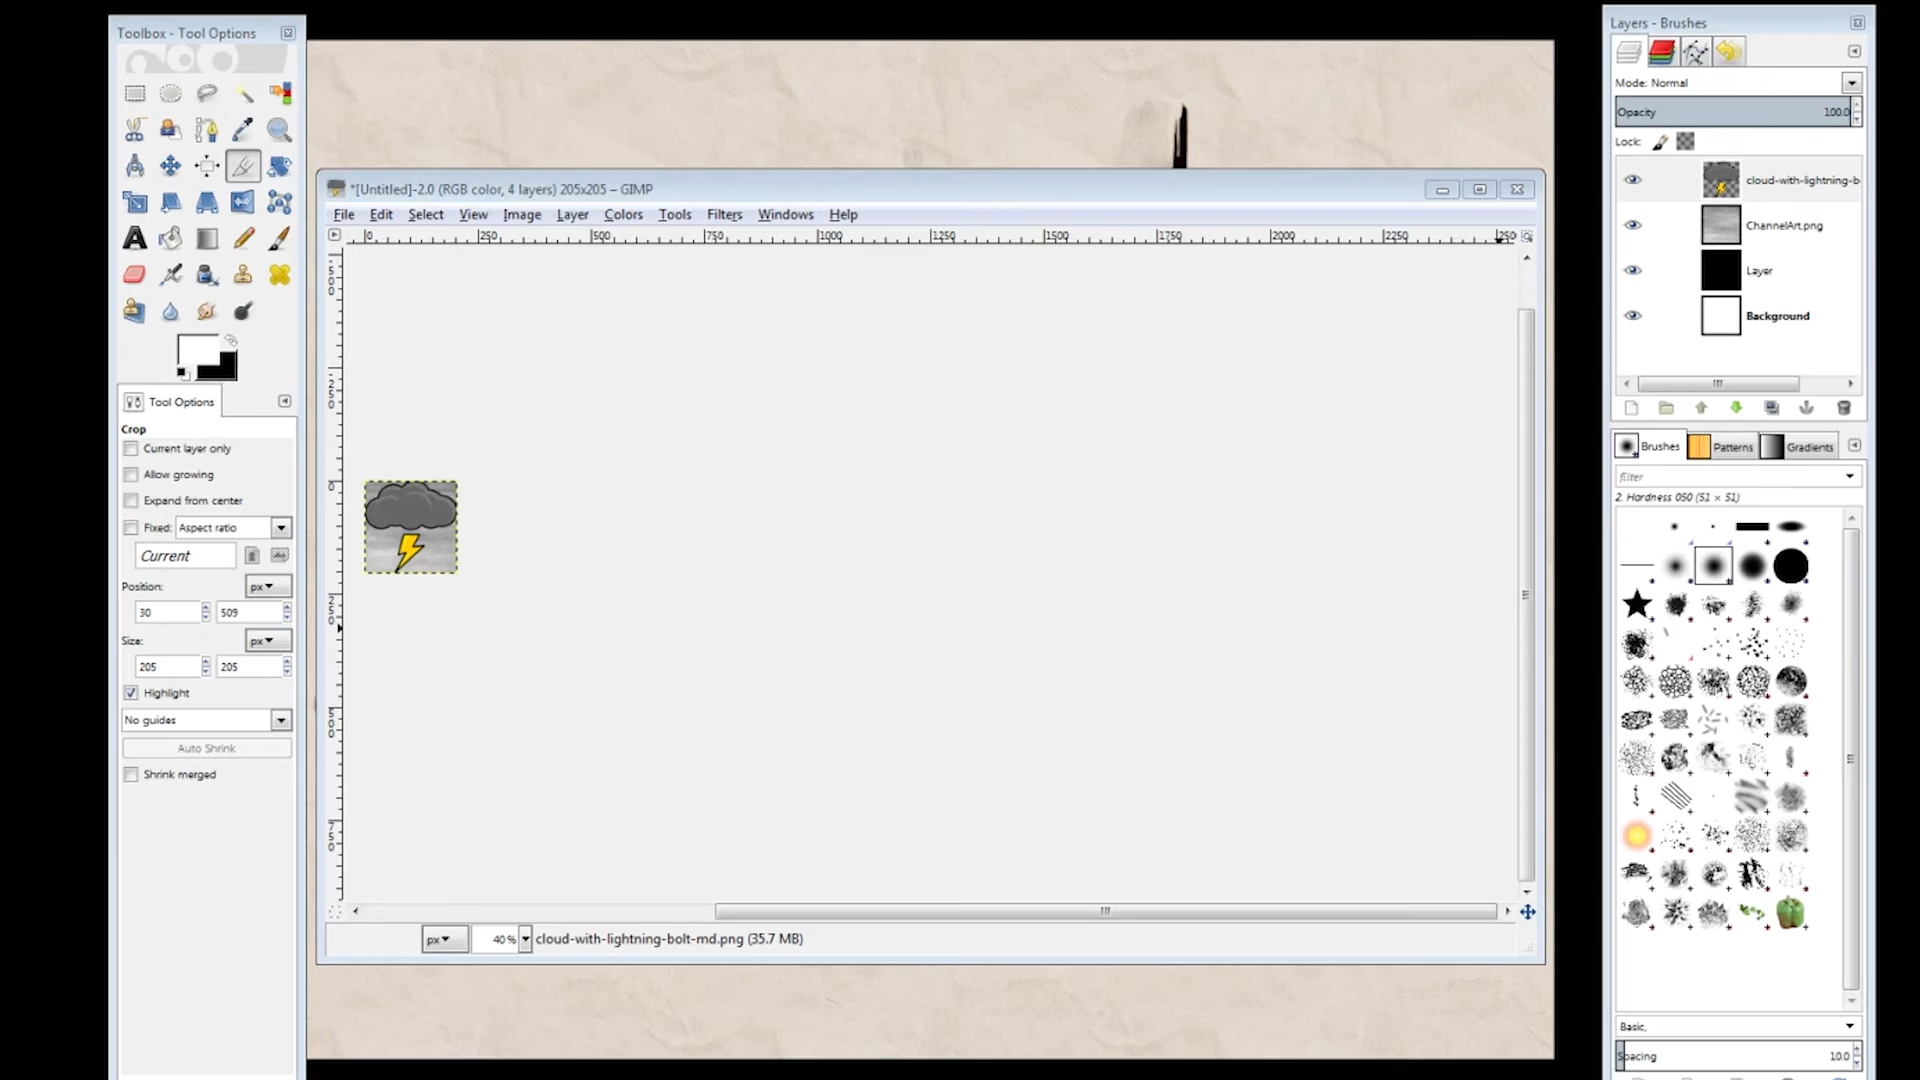 Toolbox - Tool Options
Tool Options
Crop
Current layer only
Allow growing
Expand from center
Fixed: Aspect ratio
Current
Position: px
30 509
Size: px
205 205
Highlight
No guides
Auto Shrink
Shrink merged
*[Untitled]-2.0 (RGB color, 4 layers) 205x205 – GIMP
File Edit Select View Image Layer Colors Tools Filters Windows Help
0 250 500 750 1000 1250 1500 1750 2000 2250 250
px 40 % cloud-with-lightning-bolt-md.png (35.7 MB)
Layers - Brushes
Mode: Normal
Opacity 100.0
Lock:
cloud-with-lightning-b
ChannelArt.png
Layer
Background
Brushes Patterns Gradients
filter
2. Hardness 050 (51 × 51)
Basic,
Spacing 10.0